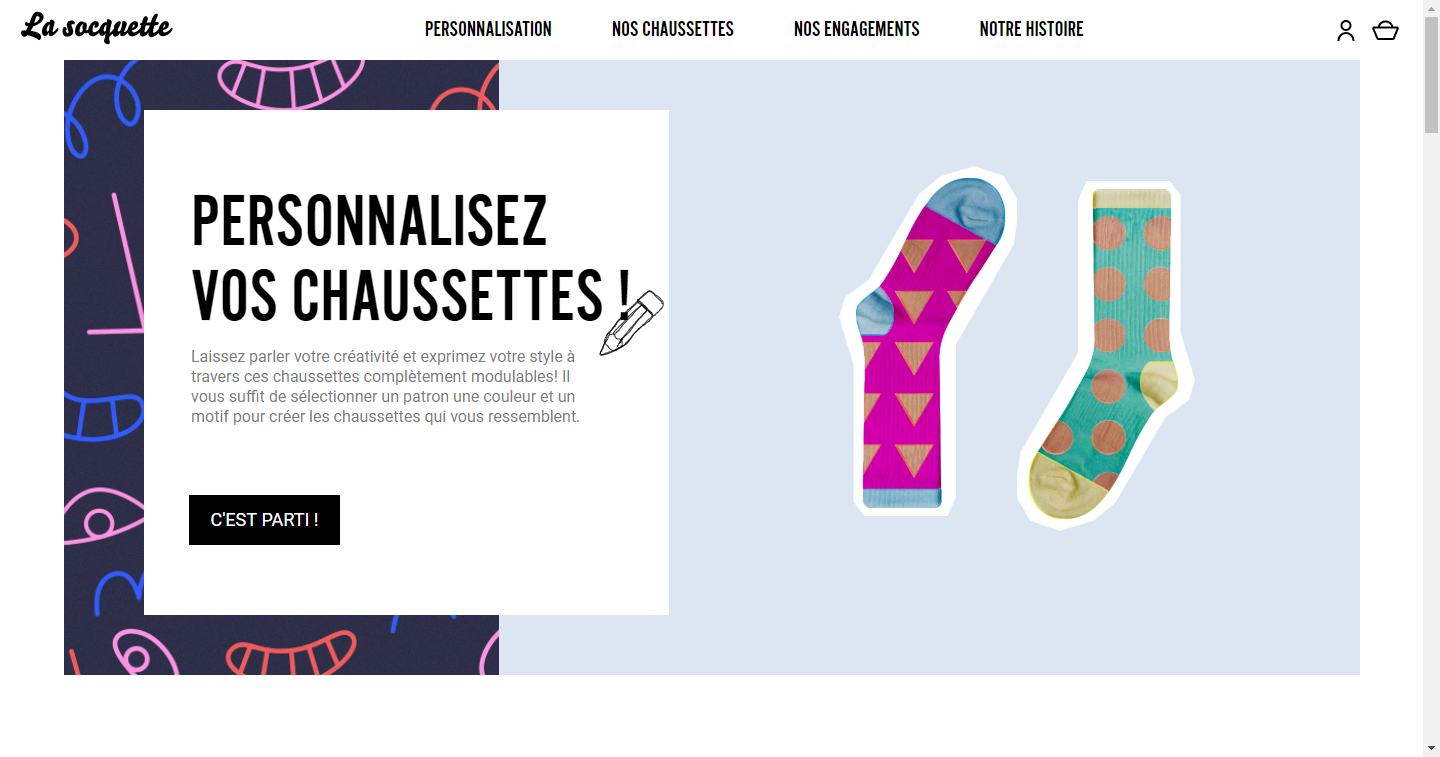 La socquette
PERSONNALISATION
NOS CHAUSSETTES
NOS ENGAGEMENTS
NOTRE HISTOIRE
PERSONNALISEZ
VOS CHAUSSETTES !
Laissez parler votre créativité et exprimez votre style à
travers ces chaussettes complètement modulables! Il
vous suffit de sélectionner un patron une couleur et un
motif pour créer les chaussettes qui vous ressemblent.
C'EST PARTI !